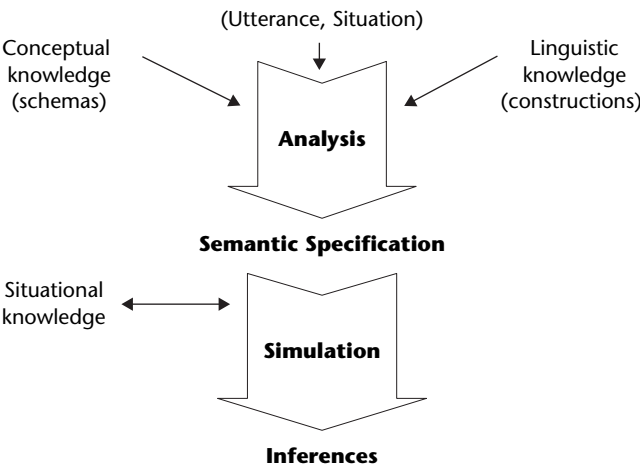 (Utterance, Situation)
Conceptual
knowledge
(schemas)
Linguistic
knowledge
(constructions)
Analysis
Semantic Specification
Situational
knowledge
Simulation
Inferences